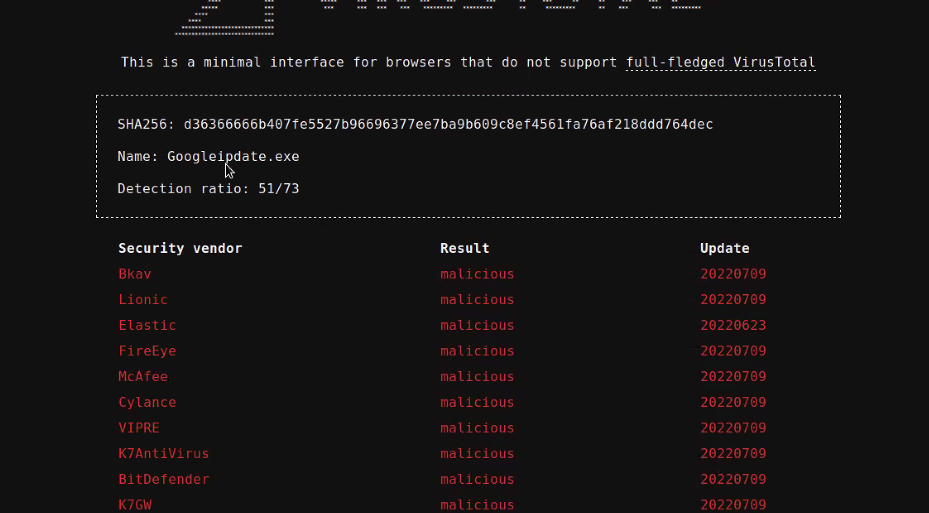 This is a minimal interface for browsers that do not support full-fledged VirusTotal
SHA256: d36366666b407fe5527b96696377ee7ba9b609c8ef4561fa76af218ddd764dec
Name: Googleipdate.exe
Detection ratio: 51/73
Security vendor Result Update
Bkav malicious 20220709
Lionic malicious 20220709
Elastic malicious 20220623
FireEye malicious 20220709
McAfee malicious 20220709
Cylance malicious 20220709
VIPRE malicious 20220709
K7AntiVirus malicious 20220709
BitDefender malicious 20220709
K7GW malicious 20220709